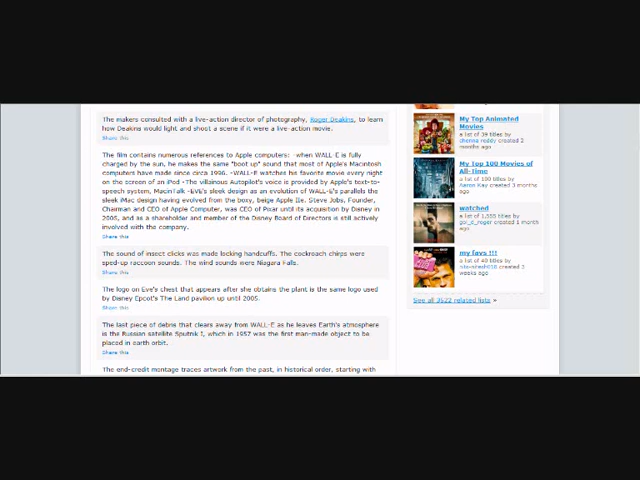 The makers consulted with a live-action director of photography, Roger Deakins, to learn
how Deakins would light and shoot a scene if it were a live-action movie.
Share this
The film contains numerous references to Apple computers: -when WALL·E is fully
charged by the sun, he makes the same "boot up" sound that most of Apple's Macintosh
computers have made since circa 1996. -WALL·E watches his favorite movie every night
on the screen of an iPod -The villainous Autopilot's voice is provided by Apple's text-to-
speech system, MacinTalk -EVE's sleek design as an evolution of WALL·E's parallels the
sleek iMac design having evolved from the boxy, beige Apple IIe. Steve Jobs, Founder,
Chairman and CEO of Apple Computer, was CEO of Pixar until its acquisition by Disney in
2005, and as a shareholder and member of the Disney Board of Directors is still actively
involved with the company.
Share this
The sound of insect clicks was made locking handcuffs. The cockroach chirps were
sped-up raccoon sounds. The wind sounds were Niagara Falls.
Share this
The logo on Eve's chest that appears after she obtains the plant is the same logo used
by Disney Epcot's The Land pavilion up until 2005.
Share this
The last piece of debris that clears away from WALL·E as he leaves Earth's atmosphere
is the Russian satellite Sputnik I, which in 1957 was the first man-made object to be
placed in earth orbit.
Share this
The end-credit montage traces artwork from the past, in historical order, starting with
My Top Animated
Movies
a list of 39 titles by
chenna reddy created 2
months ago
My Top 100 Movies of
All-Time
a list of 100 titles by
Aaron Kay created 3 months
ago
watched
a list of 1,555 titles by
created 1 month
ago
my favs !!!
a list of 40 titles by
created 2
weeks ago
See all 3522 related lists »